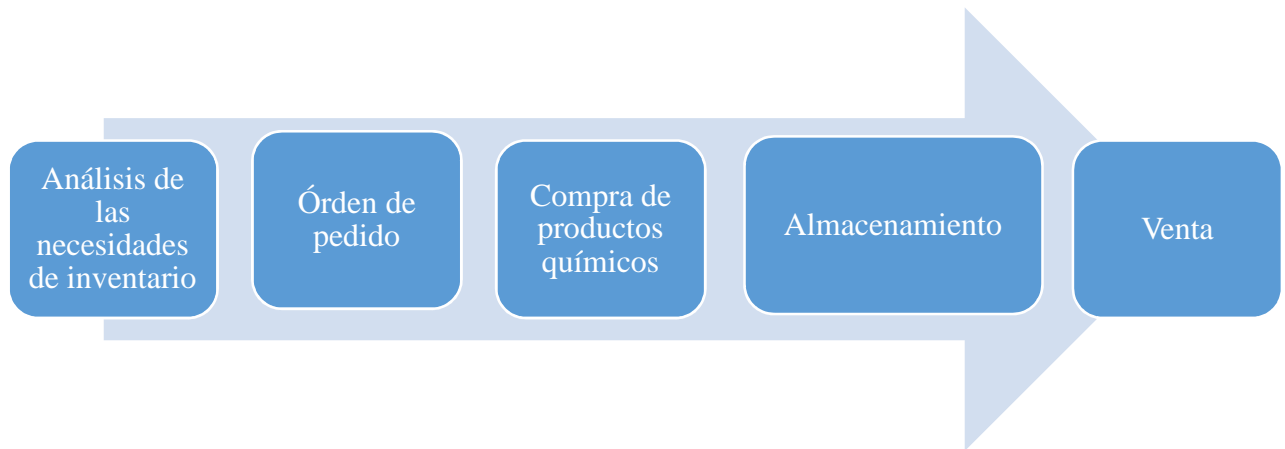 Análisis de
las
necesidades
de inventario
Órden de
pedido
Compra de
productos
químicos
Almacenamiento
Venta